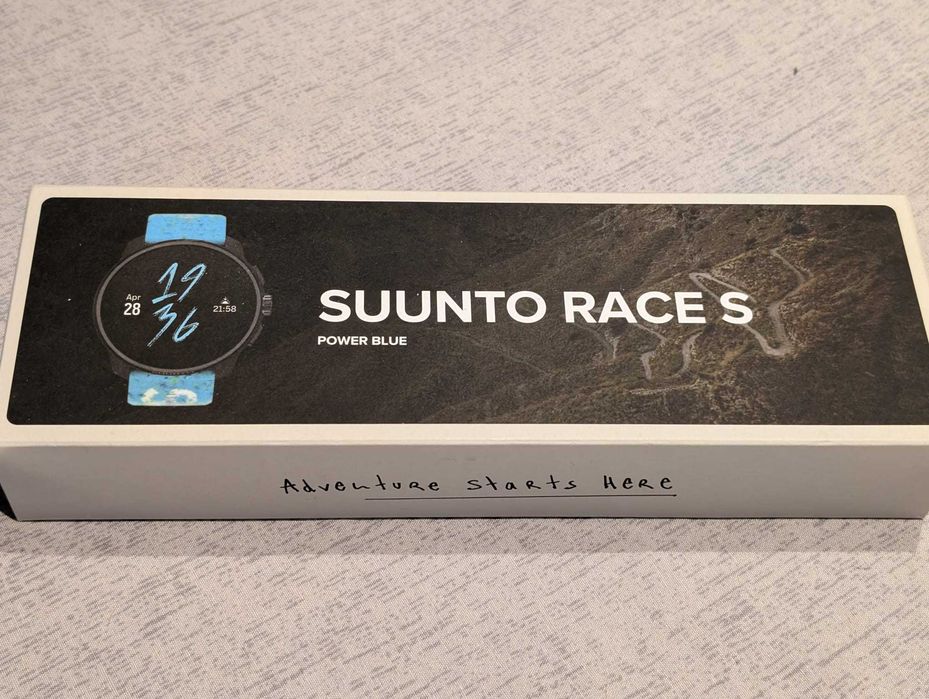 19
36
Apr
28
21:58
SUUNTO RACE S
POWER BLUE
Adventure Starts Here